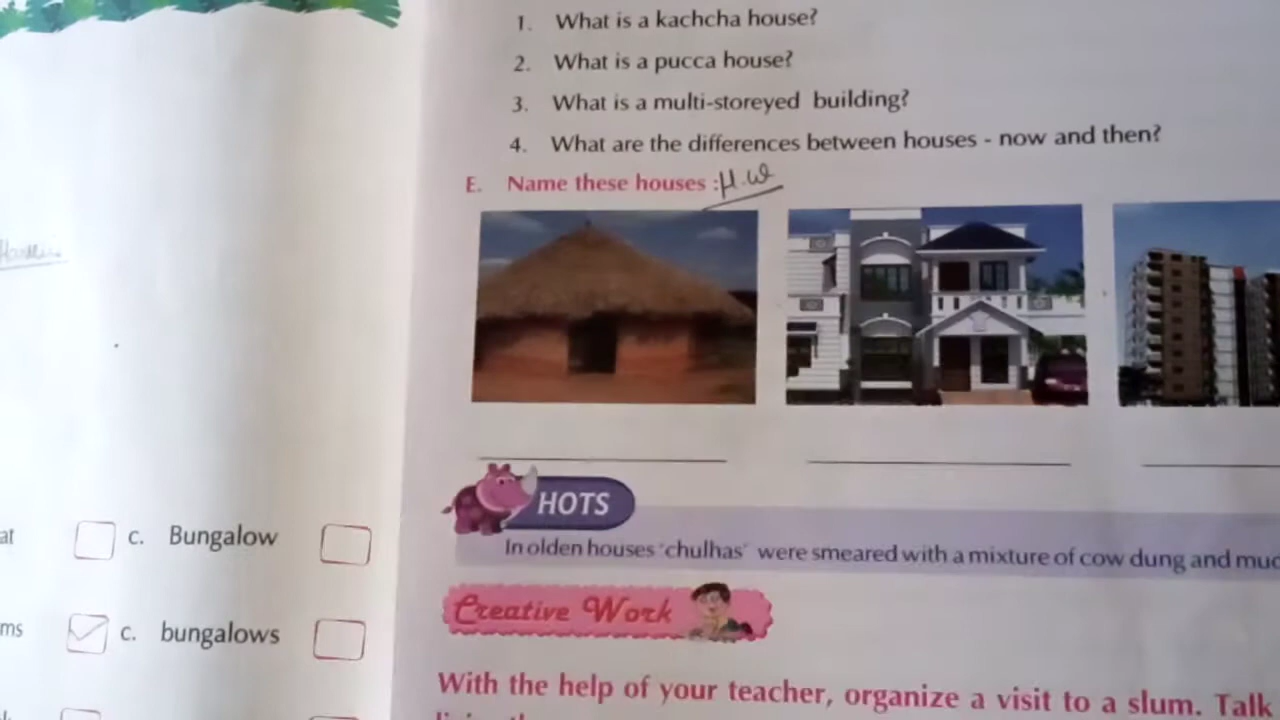 1. What is a kachcha house?
2. What is a pucca house?
3. What is a multi-storeyed building?
4. What are the differences between houses - now and then?
E. Name these houses : H.W
HOTS
In olden houses 'chulhas' were smeared with a mixture of cow dung and mud
Creative Work
With the help of your teacher, organize a visit to a slum. Talk
at
c. Bungalow
ms
c. bungalows